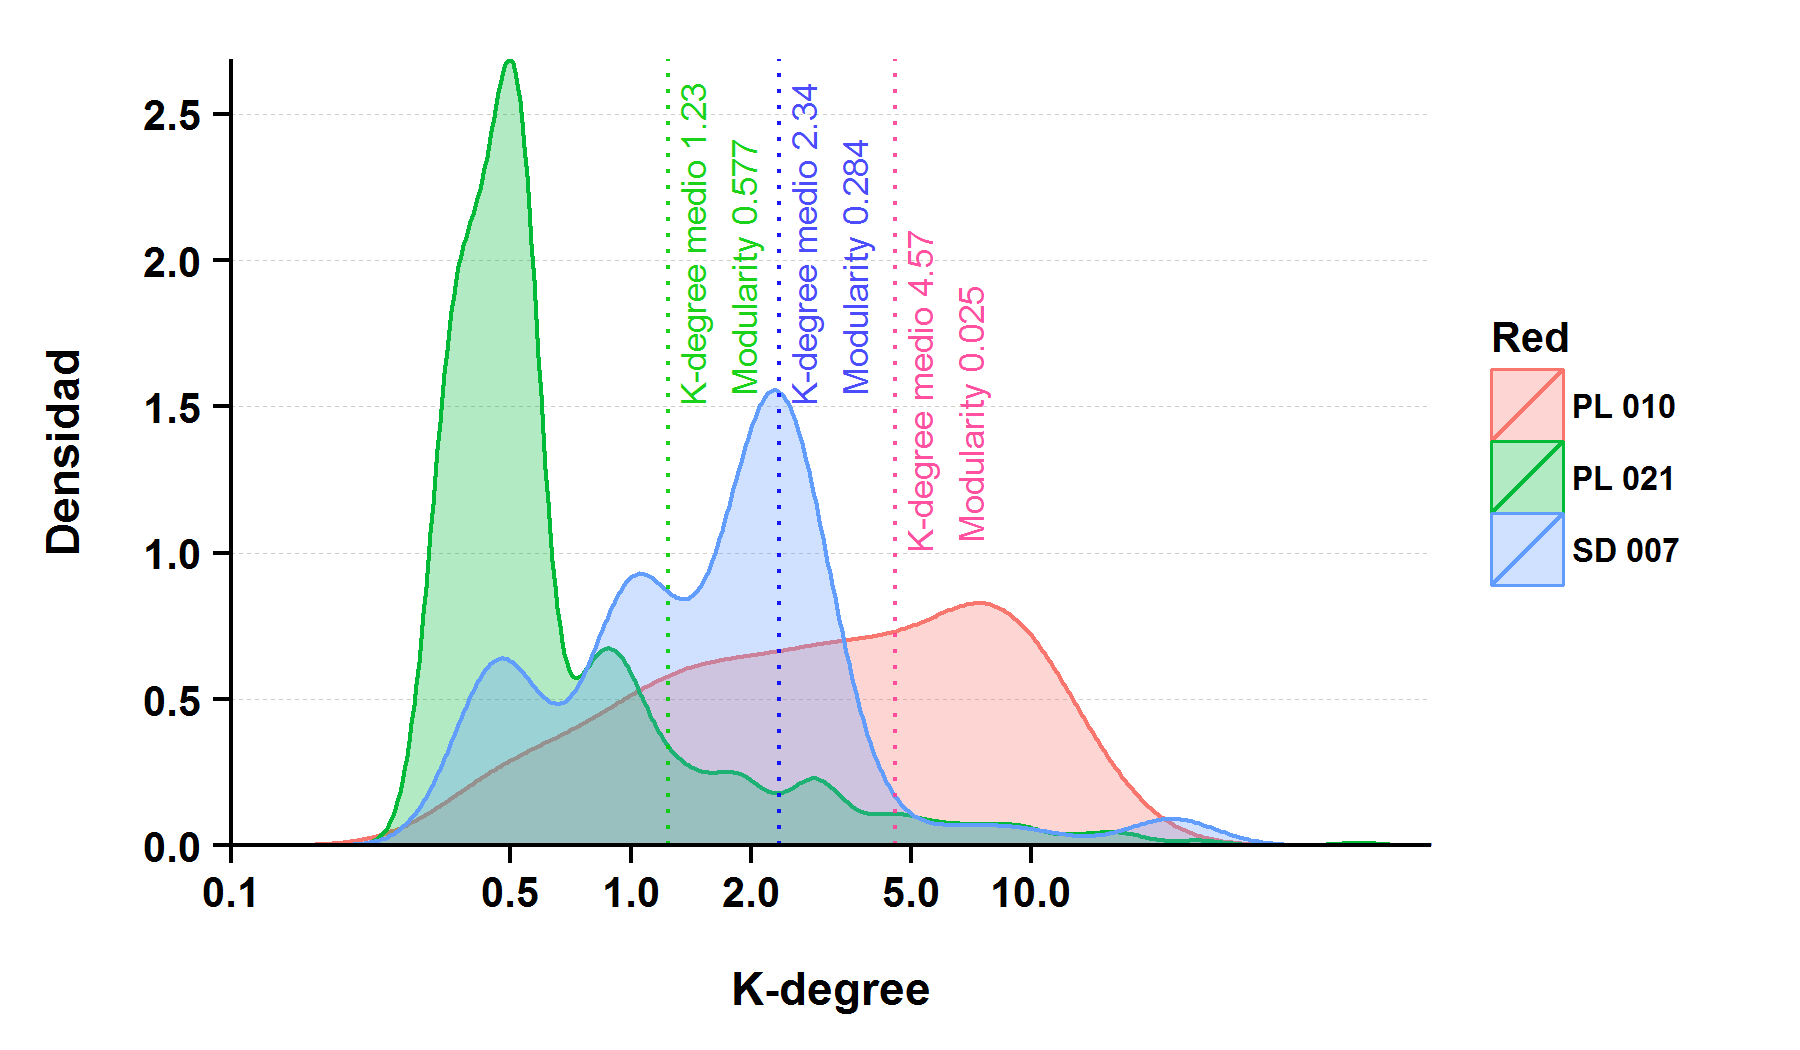 Densidad
2.5
2.0
1.5
1.0
0.5
0.0
0.1
0.5
1.0
2.0
5.0
10.0
K-degree
K-degree medio 1.23
Modularity 0.577
K-degree medio 2.34
Modularity 0.284
K-degree medio 4.57
Modularity 0.025
Red
PL 010
PL 021
SD 007